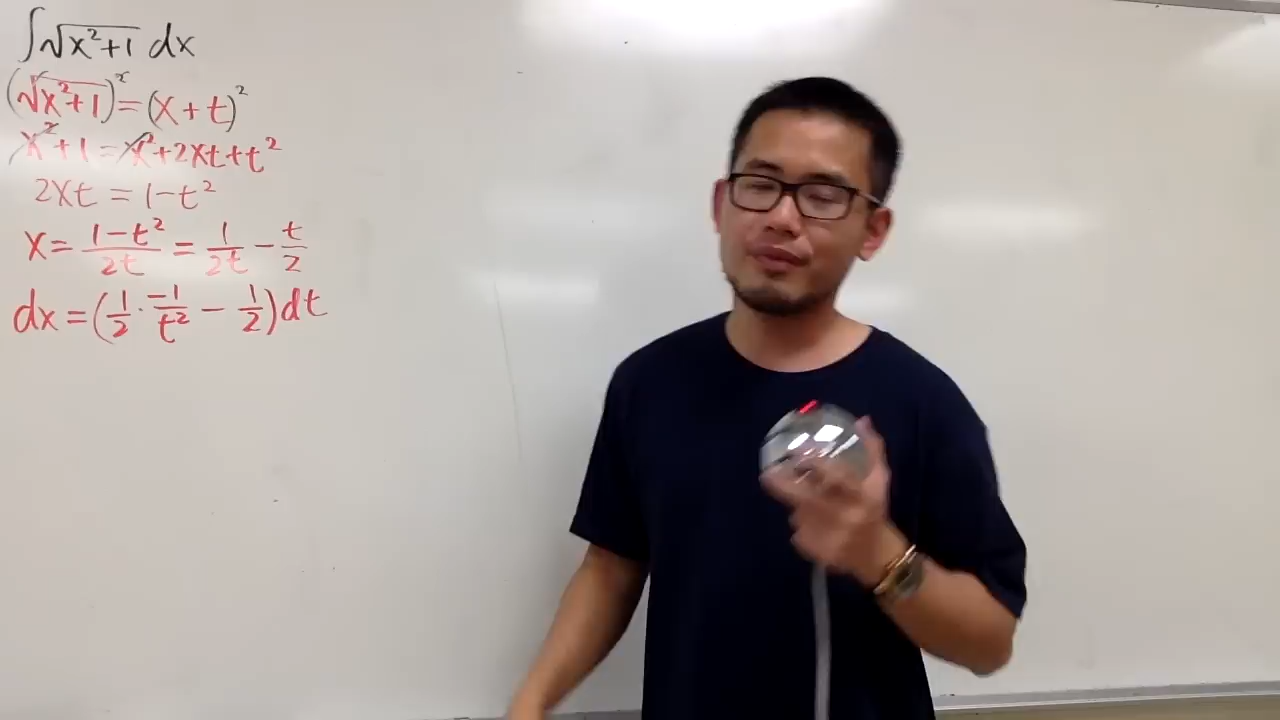 ∫√(x²+1) dx
(√(x²+1))² = (x+t)²
x²+1 = x²+2xt+t²
2xt = 1-t²
x = (1-t²)/(2t) = 1/(2t) - t/2
dx = (1/2 · -1/t² - 1/2)dt